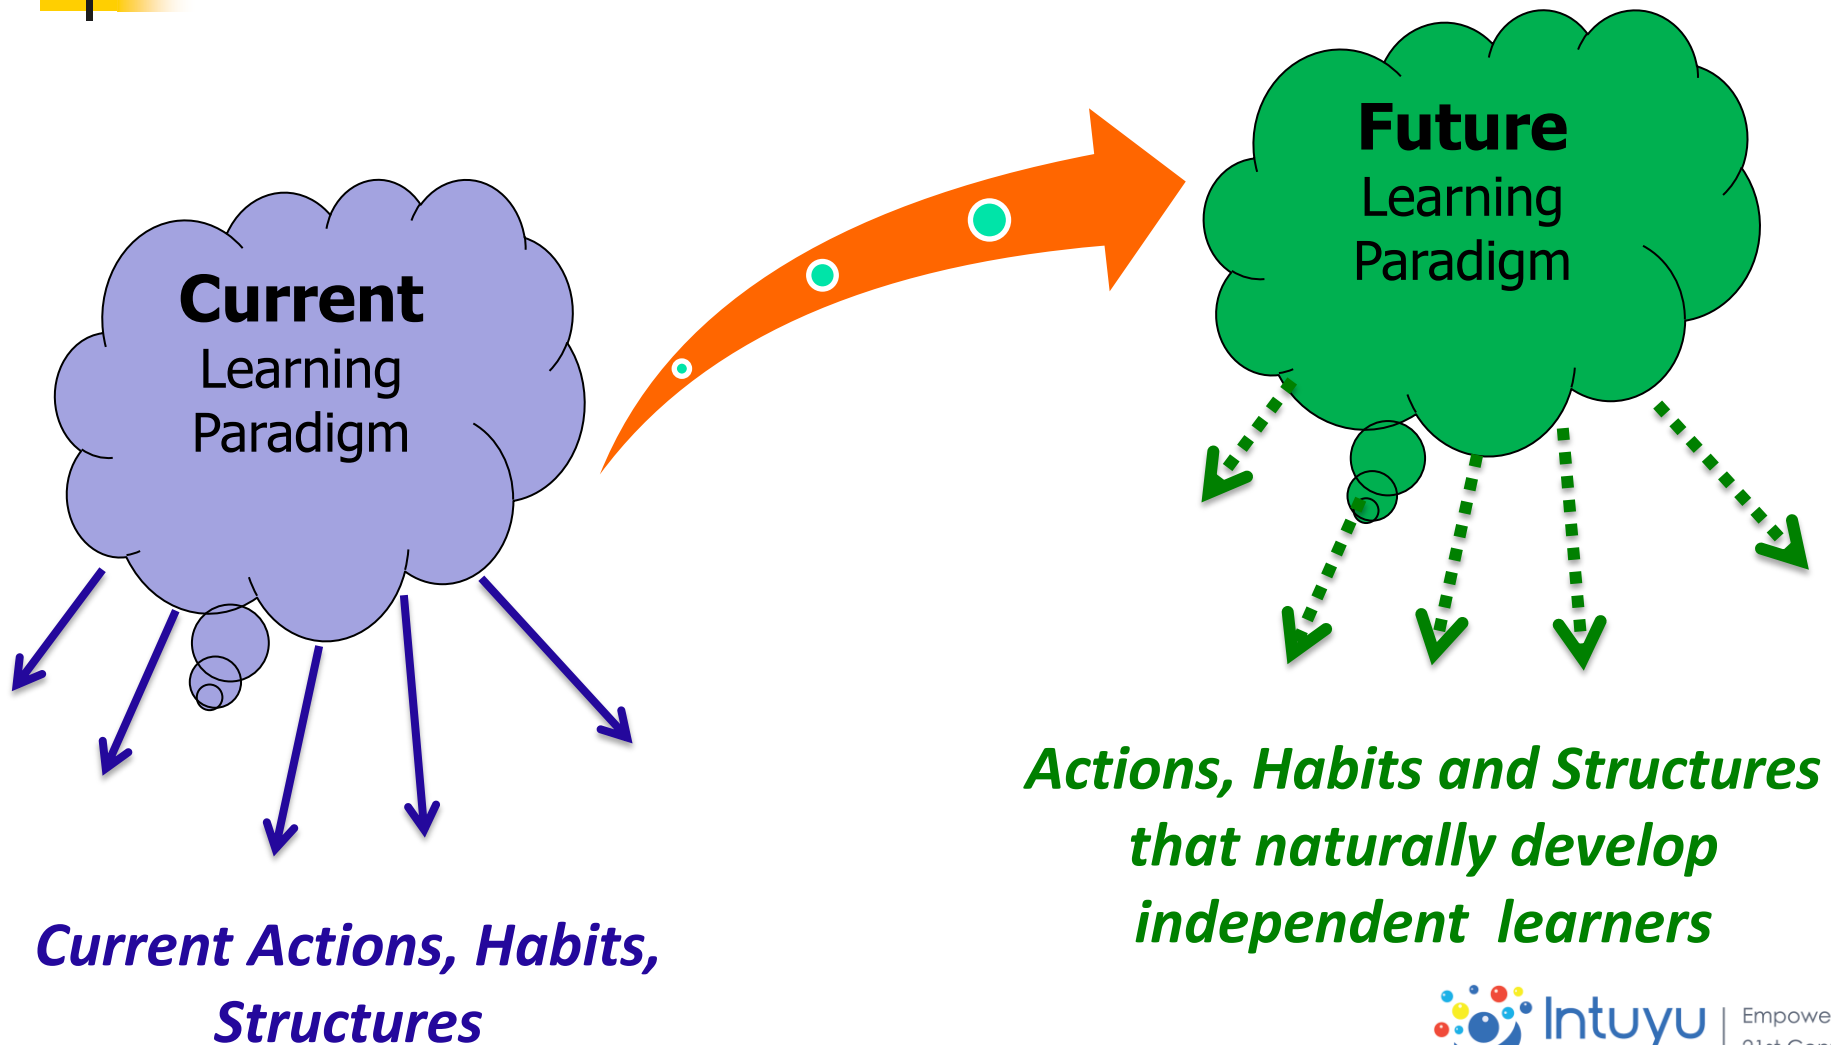 Current
Learning
Paradigm
Future
Learning
Paradigm
Current Actions, Habits,
Structures
Actions, Habits and Structures
that naturally develop
independent  learners
Intuyu
21st